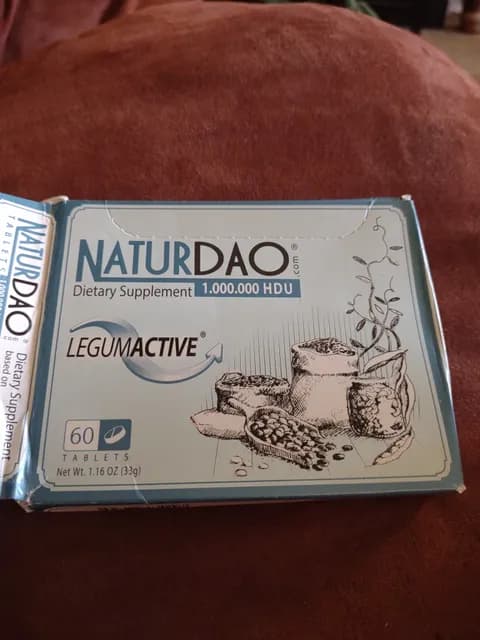 NATURDAO®
.com
Dietary Supplement 1.000.000 HDU
LEGUMACTIVE®
60
TABLETS
Net Wt. 1.16 OZ (33g)
NATURDAO
.com
TABLETS
Dietary Supplement
based on